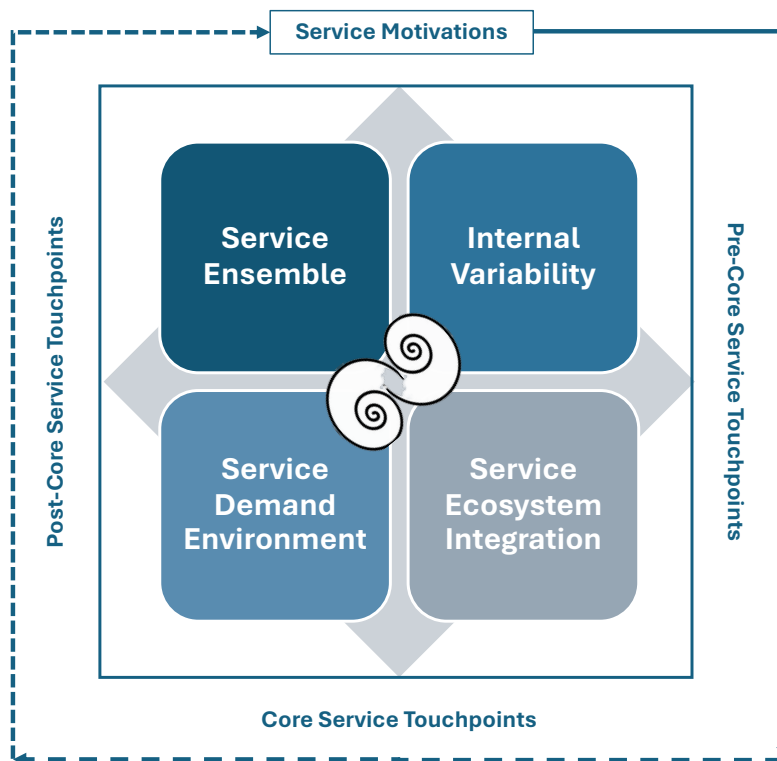 Service Motivations
Service
Ensemble
Internal
Variability
Service
Demand
Environment
Service
Ecosystem
Integration
Post-Core Service Touchpoints
Pre-Core Service Touchpoints
Core Service Touchpoints